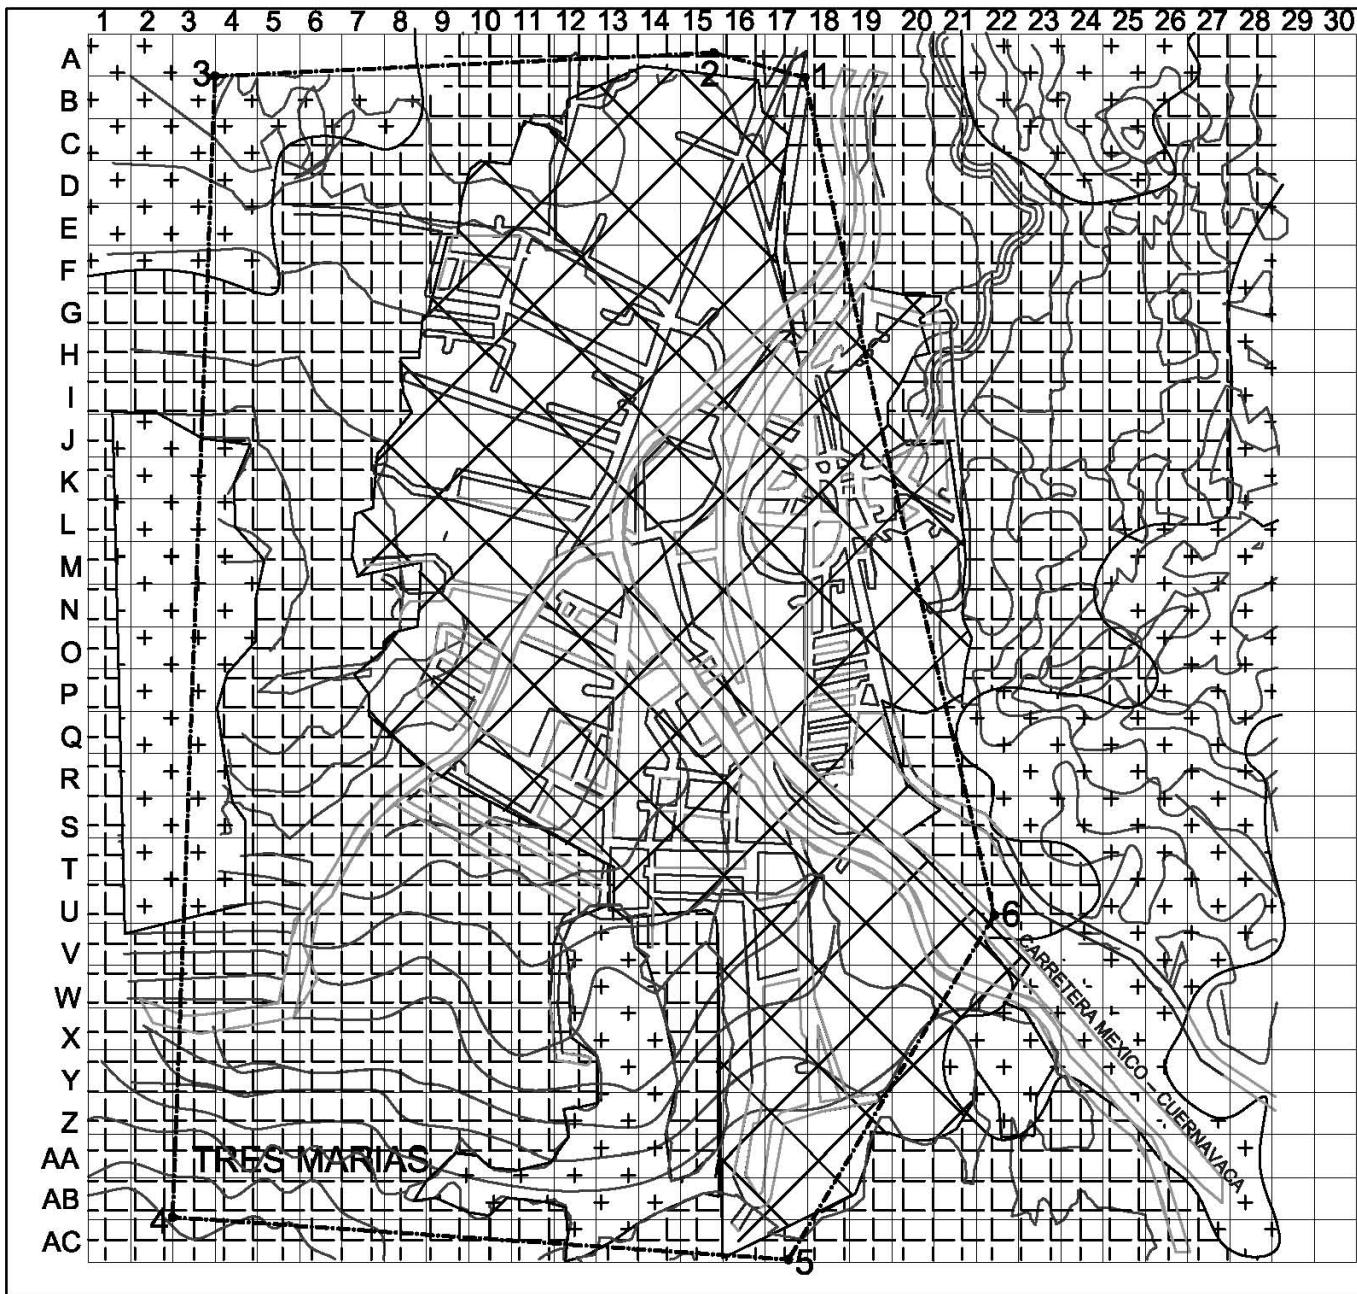 1 2 3 4 5 6 7 8 9 10 11 12 13 14 15 16 17 18 19 20 21 22 23 24 25 26 27 28 29 30
A
B
C
D
E
F
G
H
I
J
K
L
M
N
O
P
Q
R
S
T
U
V
W
X
Y
Z
AA
AB
AC
3
2
1
6
CARRETERA MEXICO - CUERNAVACA
TRES MARIAS
4
5